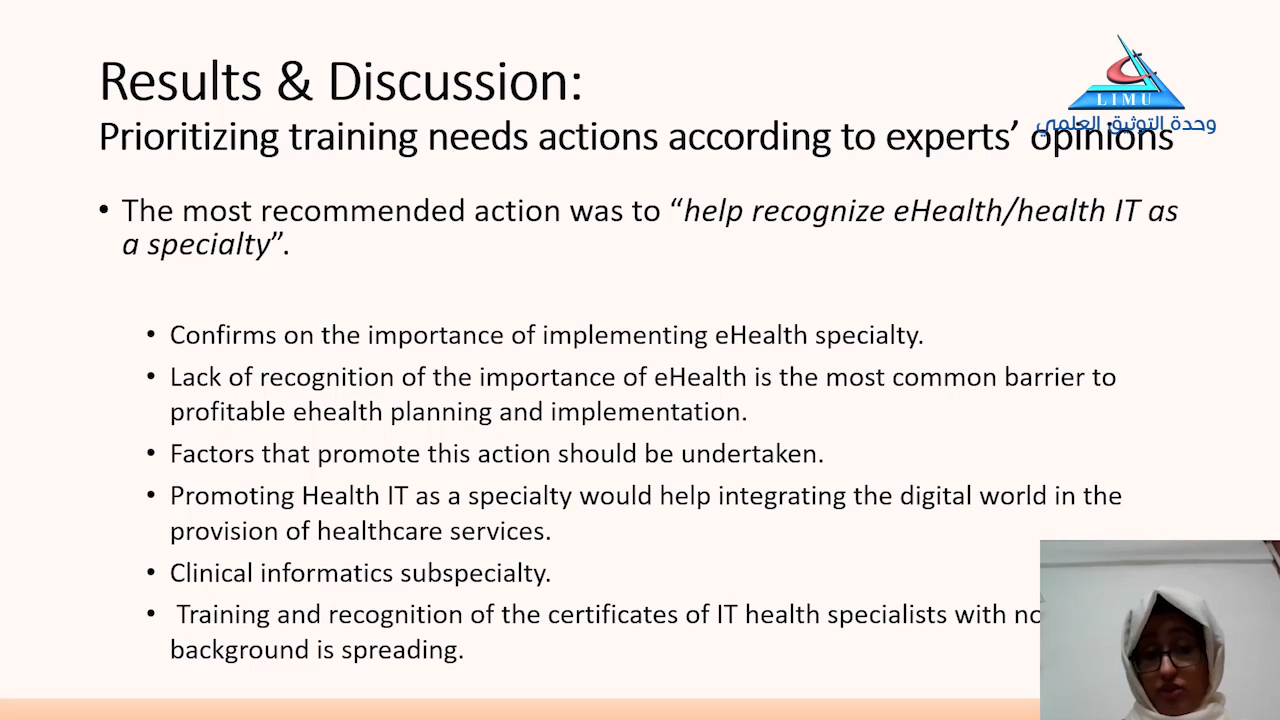 Results & Discussion:
LIMU
وحدة التوثيق العلمي
Prioritizing training needs actions according to experts’ opinions
• The most recommended action was to “help recognize eHealth/health IT as
a specialty”.
• Confirms on the importance of implementing eHealth specialty.
• Lack of recognition of the importance of eHealth is the most common barrier to
profitable ehealth planning and implementation.
• Factors that promote this action should be undertaken.
• Promoting Health IT as a specialty would help integrating the digital world in the
provision of healthcare services.
• Clinical informatics subspecialty.
• Training and recognition of the certificates of IT health specialists with
background is spreading.